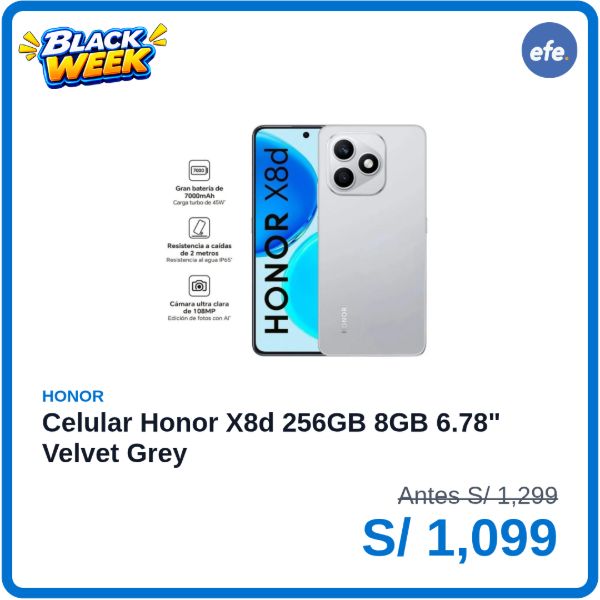 BLACK
WEEK
efe.
7000
Gran batería de
7000mAh
Carga turbo de 45W*
Resistencia a caídas
de 2 metros
Resistencia al agua IP65*
Cámara ultra clara
de 108MP
Edición de fotos con AI*
HONOR X8d
HONOR
HONOR
Celular Honor X8d 256GB 8GB 6.78"
Velvet Grey
Antes S/ 1,299
S/ 1,099